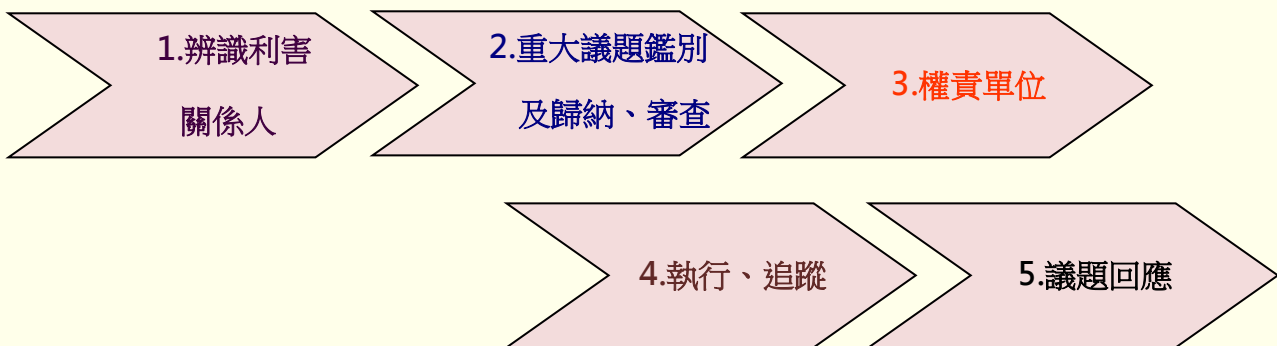 1.辨識利害
關係人
2.重大議題鑑別
及歸納、審查
3.權責單位
4.執行、追蹤
5.議題回應